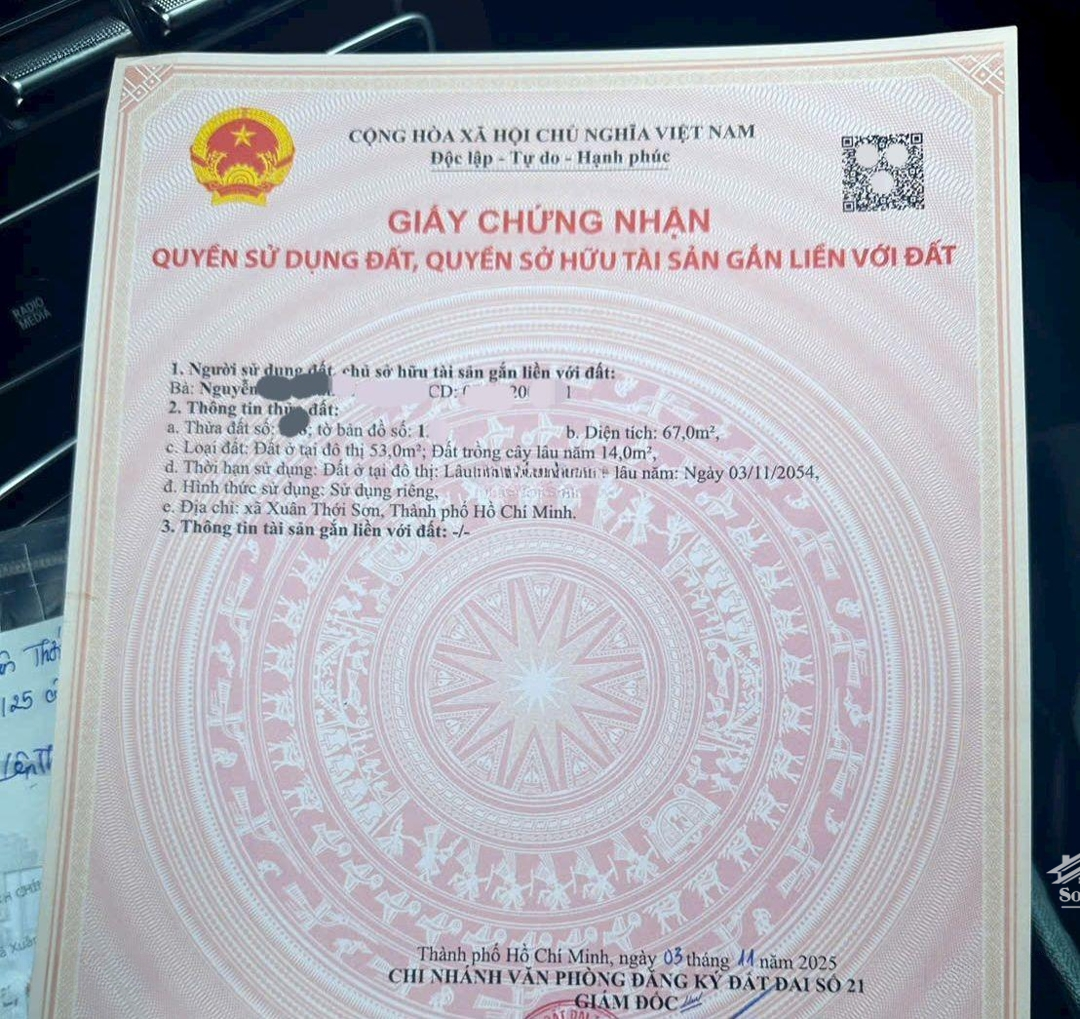 CỘNG HÒA XÃ HỘI CHỦ NGHĨA VIỆT NAM
Độc lập - Tự do - Hạnh phúc
GIẤY CHỨNG NHẬN
QUYỀN SỬ DỤNG ĐẤT, QUYỀN SỞ HỮU TÀI SẢN GẮN LIỀN VỚI ĐẤT
RADIO
MEDIA
1. Người sử dụng đất, chủ sở hữu tài sản gắn liền với đất:
Bà: Nguyễn CD:
2. Thông tin thửa đất:
a. Thửa đất số: ; tờ bản đồ số: 1. b. Diện tích: 67,0m²,
c. Loại đất: Đất ở tại đô thị 53,0m²; Đất trồng cây lâu năm 14,0m²,
d. Thời hạn sử dụng: Đất ở tại đô thị: Lâu lâu năm: Ngày 03/11/2054,
đ. Hình thức sử dụng: Sử dụng riêng,
e. Địa chỉ: xã Xuân Thới Sơn, Thành phố Hồ Chí Minh.
3. Thông tin tài sản gắn liền với đất: -/-
125
Thành phố Hồ Chí Minh, ngày 03 tháng 11 năm 2025
CHI NHÁNH VĂN PHÒNG ĐĂNG KÝ ĐẤT ĐAI SỐ 21
GIÁM ĐỐC